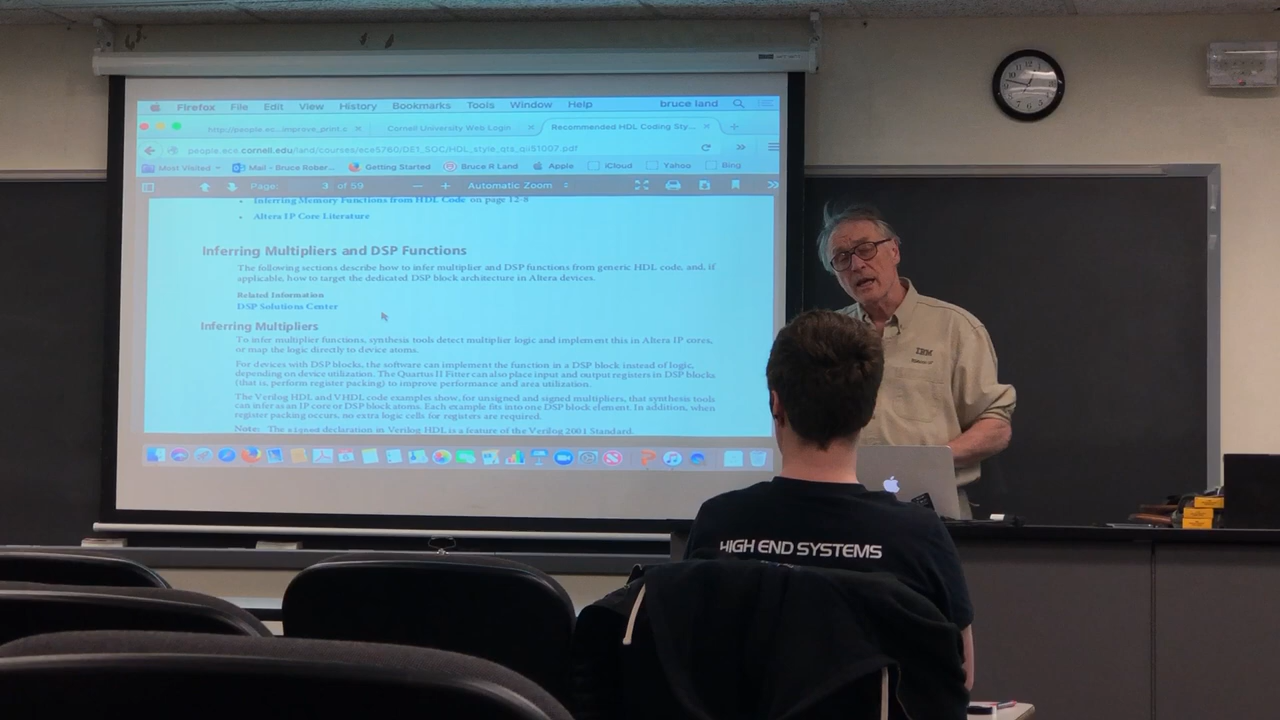 Firefox File Edit View History Bookmarks Tools Window Help bruce land
http://people.ec...improve_print.c Cornell University Web Login Recommended HDL Coding Sty...
people.ece.cornell.edu/land/courses/ece5760/DE1_SOC/HDL_style_qts_qii51007.pdf
Most Visited Mail - Bruce Rober... Getting Started Bruce R Land Apple iCloud Yahoo Bing
Page: 3 of 59 Automatic Zoom
• Inferring Memory Functions from HDL Code on page 12-8
• Altera IP Core Literature
Inferring Multipliers and DSP Functions
The following sections describe how to infer multiplier and DSP functions from generic HDL code, and, if
applicable, how to target the dedicated DSP block architecture in Altera devices.
Related Information
DSP Solutions Center
Inferring Multipliers
To infer multiplier functions, synthesis tools detect multiplier logic and implement this in Altera IP cores,
or map the logic directly to device atoms.
For devices with DSP blocks, the software can implement the function in a DSP block instead of logic,
depending on device utilization. The Quartus II Fitter can also place input and output registers in DSP blocks
(that is, perform register packing) to improve performance and area utilization.
The Verilog HDL and VHDL code examples show, for unsigned and signed multipliers, that synthesis tools
can infer as an IP core or DSP block atoms. Each example fits into one DSP block element. In addition, when
register packing occurs, no extra logic cells for registers are required.
Note: The signed declaration in Verilog HDL is a feature of the Verilog 2001 Standard.
IBM
HIGH END SYSTEMS